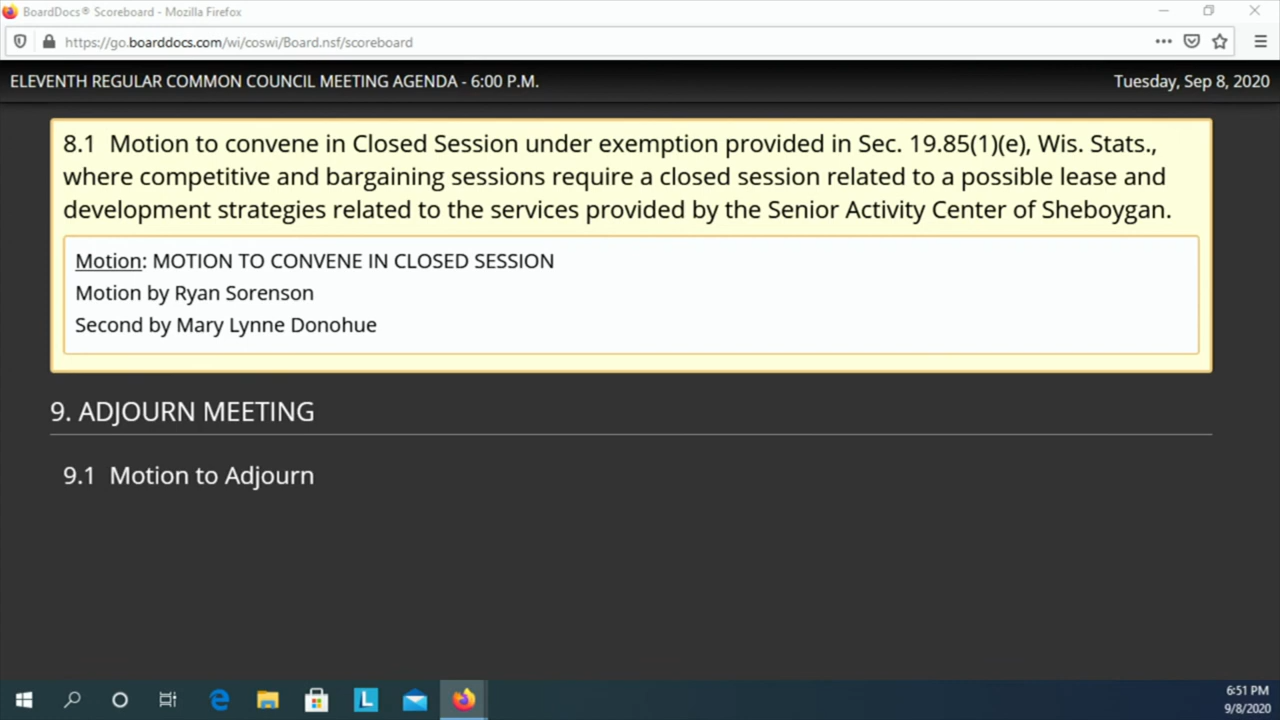 BoardDocs® Scoreboard - Mozilla Firefox
https://go.boarddocs.com/wi/coswi/Board.nsf/scoreboard
ELEVENTH REGULAR COMMON COUNCIL MEETING AGENDA - 6:00 P.M.
Tuesday, Sep 8, 2020
8.1 Motion to convene in Closed Session under exemption provided in Sec. 19.85(1)(e), Wis. Stats.,
where competitive and bargaining sessions require a closed session related to a possible lease and
development strategies related to the services provided by the Senior Activity Center of Sheboygan.
Motion: MOTION TO CONVENE IN CLOSED SESSION
Motion by Ryan Sorenson
Second by Mary Lynne Donohue
9. ADJOURN MEETING
9.1 Motion to Adjourn
L
6:51 PM
9/8/2020